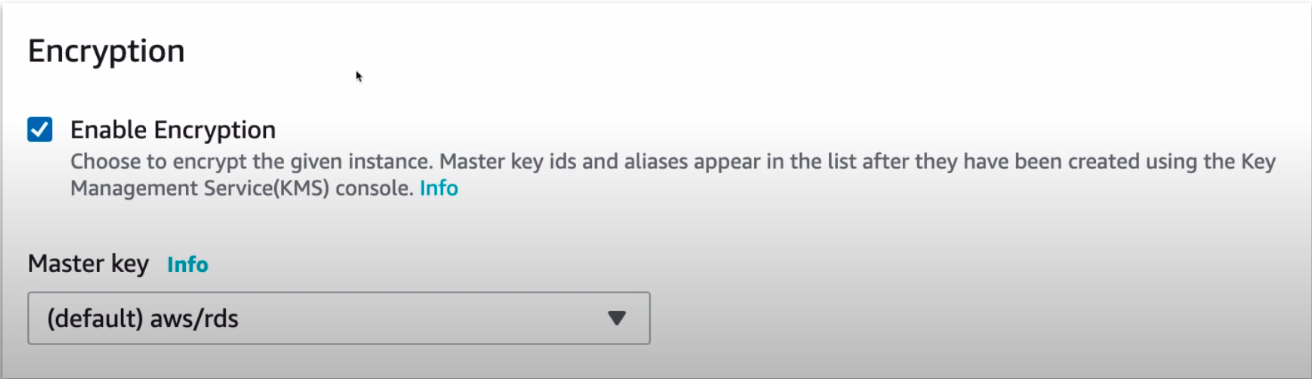 Encryption
Enable Encryption
Choose to encrypt the given instance. Master key ids and aliases appear in the list after they have been created using the Key
Management Service(KMS) console. Info
Master key Info
(default) aws/rds